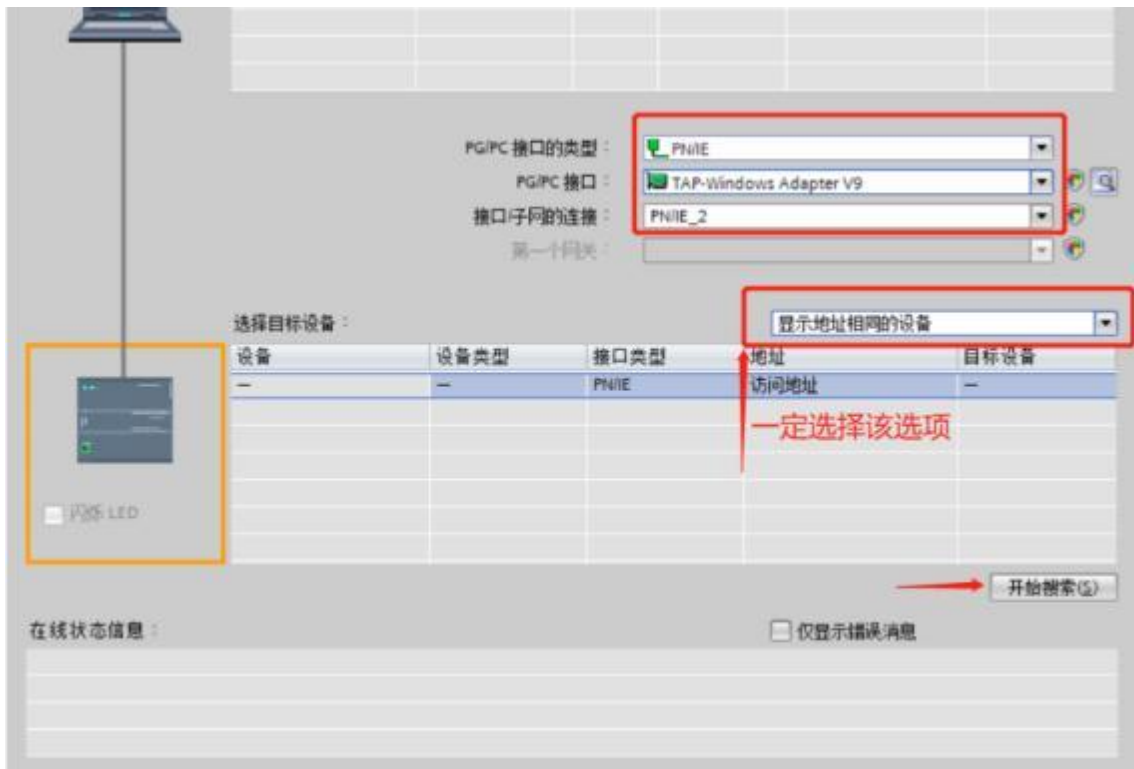 PG/PC 接口的类型： PN/IE
PG/PC 接口： TAP-Windows Adapter V9
接口/子网的连接： PN/IE_2
第一个网关：
选择目标设备： 显示地址相同的设备
设备 设备类型 接口类型 地址 目标设备
— — PN/IE 访问地址 —
一定选择该选项
闪烁 LED
开始搜索(S)
在线状态信息： 仅显示错误消息